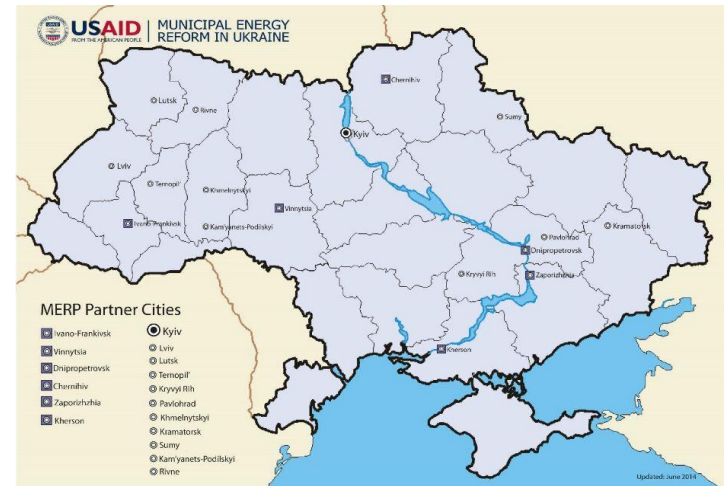 USAID
FROM THE AMERICAN PEOPLE
MUNICIPAL ENERGY
REFORM IN UKRAINE
Chernihiv
Lutsk
Rivne
Sumy
Kyiv
Lviv
Ternopil'
Khmelnytskyi
Vinnytsia
Ivano-Frankivsk
Kam'yanets-Podilskyi
Kramatorsk
Pavlohrad
Dnipropetrovsk
Kryvyi Rih
Zaporizhzhia
Kherson
MERP Partner Cities
Ivano-Frankivsk
Vinnytsia
Dnipropetrovsk
Chernihiv
Zaporizhzhia
Kherson
Kyiv
Lviv
Lutsk
Ternopil'
Kryvyi Rih
Pavlohrad
Khmelnytskyi
Kramatorsk
Sumy
Kam'yanets-Podilskyi
Rivne
Updated: June 2014